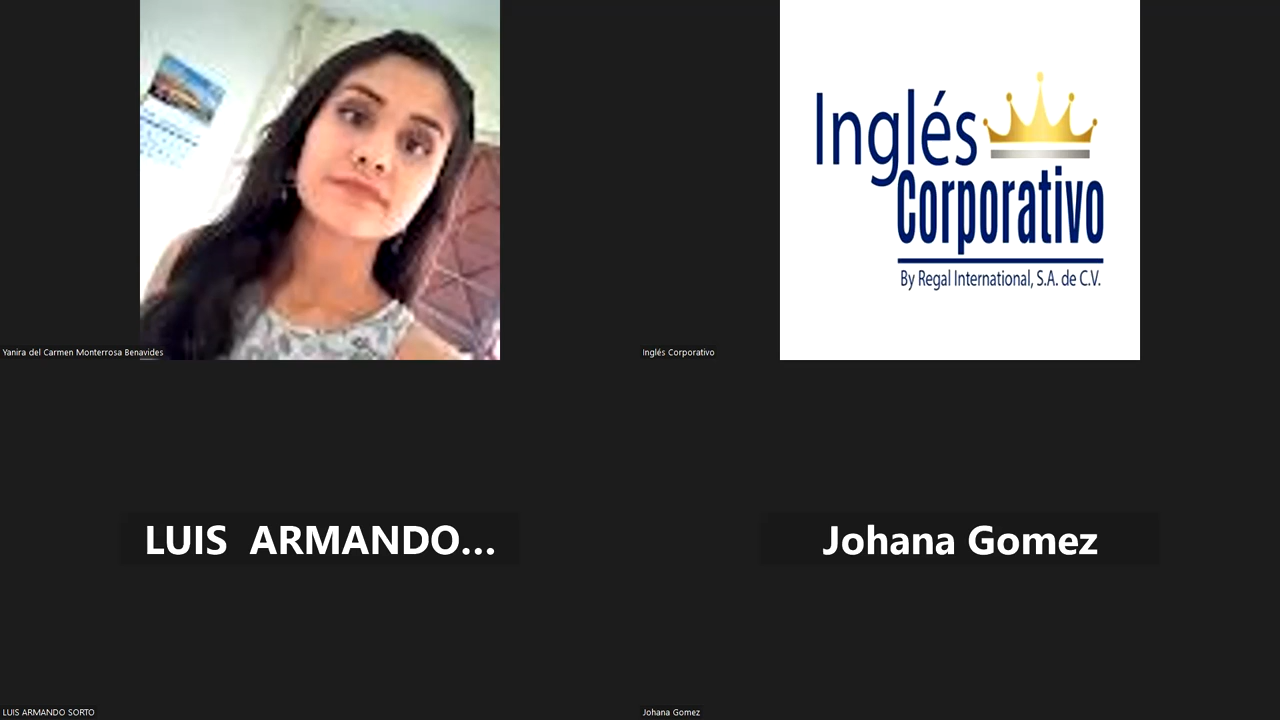 Yanira del Carmen Monterrosa Benavides
Inglés
Corporativo
By Regal International, S.A. de C.V.
Inglés Corporativo
LUIS ARMANDO...
Johana Gomez
LUIS ARMANDO SORTO
Johana Gomez